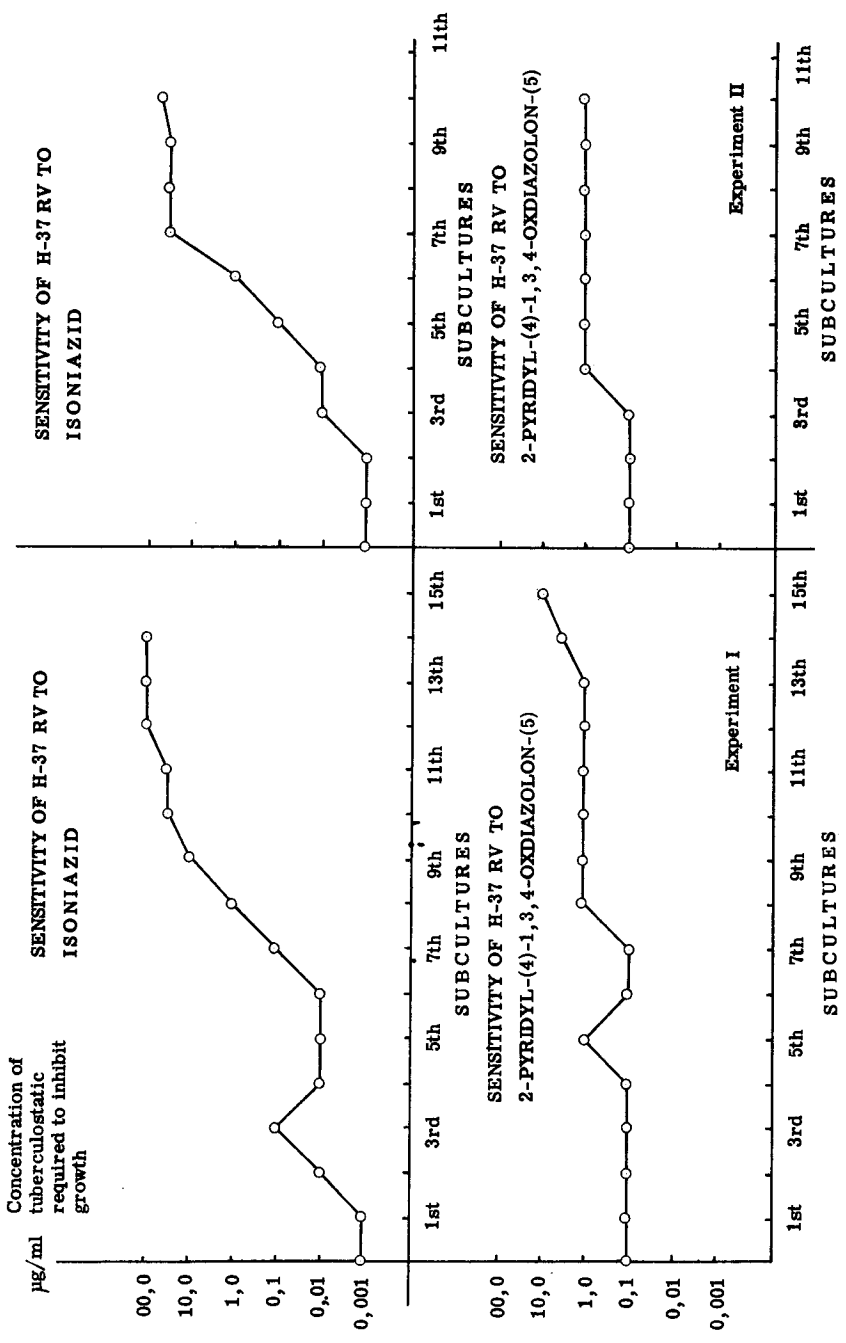 µg/ml
Concentration of
tuberculostatic
required to inhibit
growth
SENSITIVITY OF H-37 RV TO
ISONIAZID
00,0
10,0
1,0
0,1
0,01
0,001
1st 3rd 5th 7th 9th 11th 13th 15th
SUBCULTURES
SENSITIVITY OF H-37 RV TO
ISONIAZID
1st 3rd 5th 7th 9th 11th
SUBCULTURES
SENSITIVITY OF H-37 RV TO
2-PYRIDYL-(4)-1,3,4-OXDIAZOLON-(5)
00,0
10,0
1,0
0,1
0,01
0,001
Experiment I
1st 3rd 5th 7th 9th 11th 13th 15th
SUBCULTURES
SENSITIVITY OF H-37 RV TO
2-PYRIDYL-(4)-1,3,4-OXDIAZOLON-(5)
Experiment II
1st 3rd 5th 7th 9th 11th
SUBCULTURES